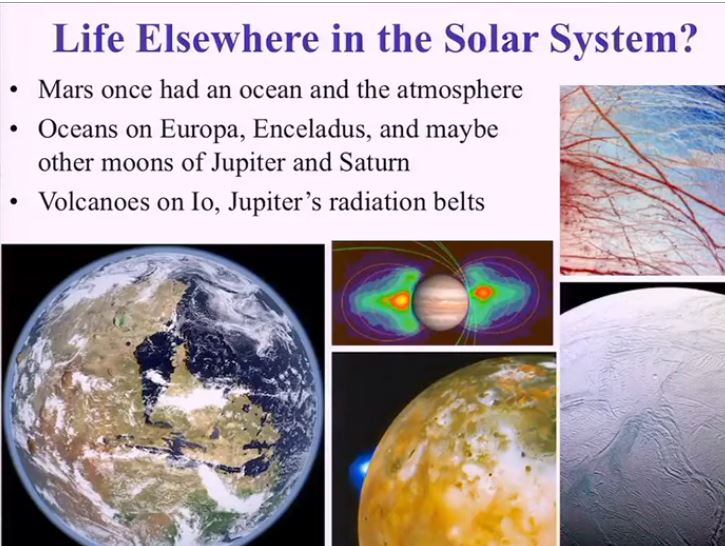 Life Elsewhere in the Solar System?
• Mars once had an ocean and the atmosphere
• Oceans on Europa, Enceladus, and maybe
other moons of Jupiter and Saturn
• Volcanoes on Io, Jupiter’s radiation belts